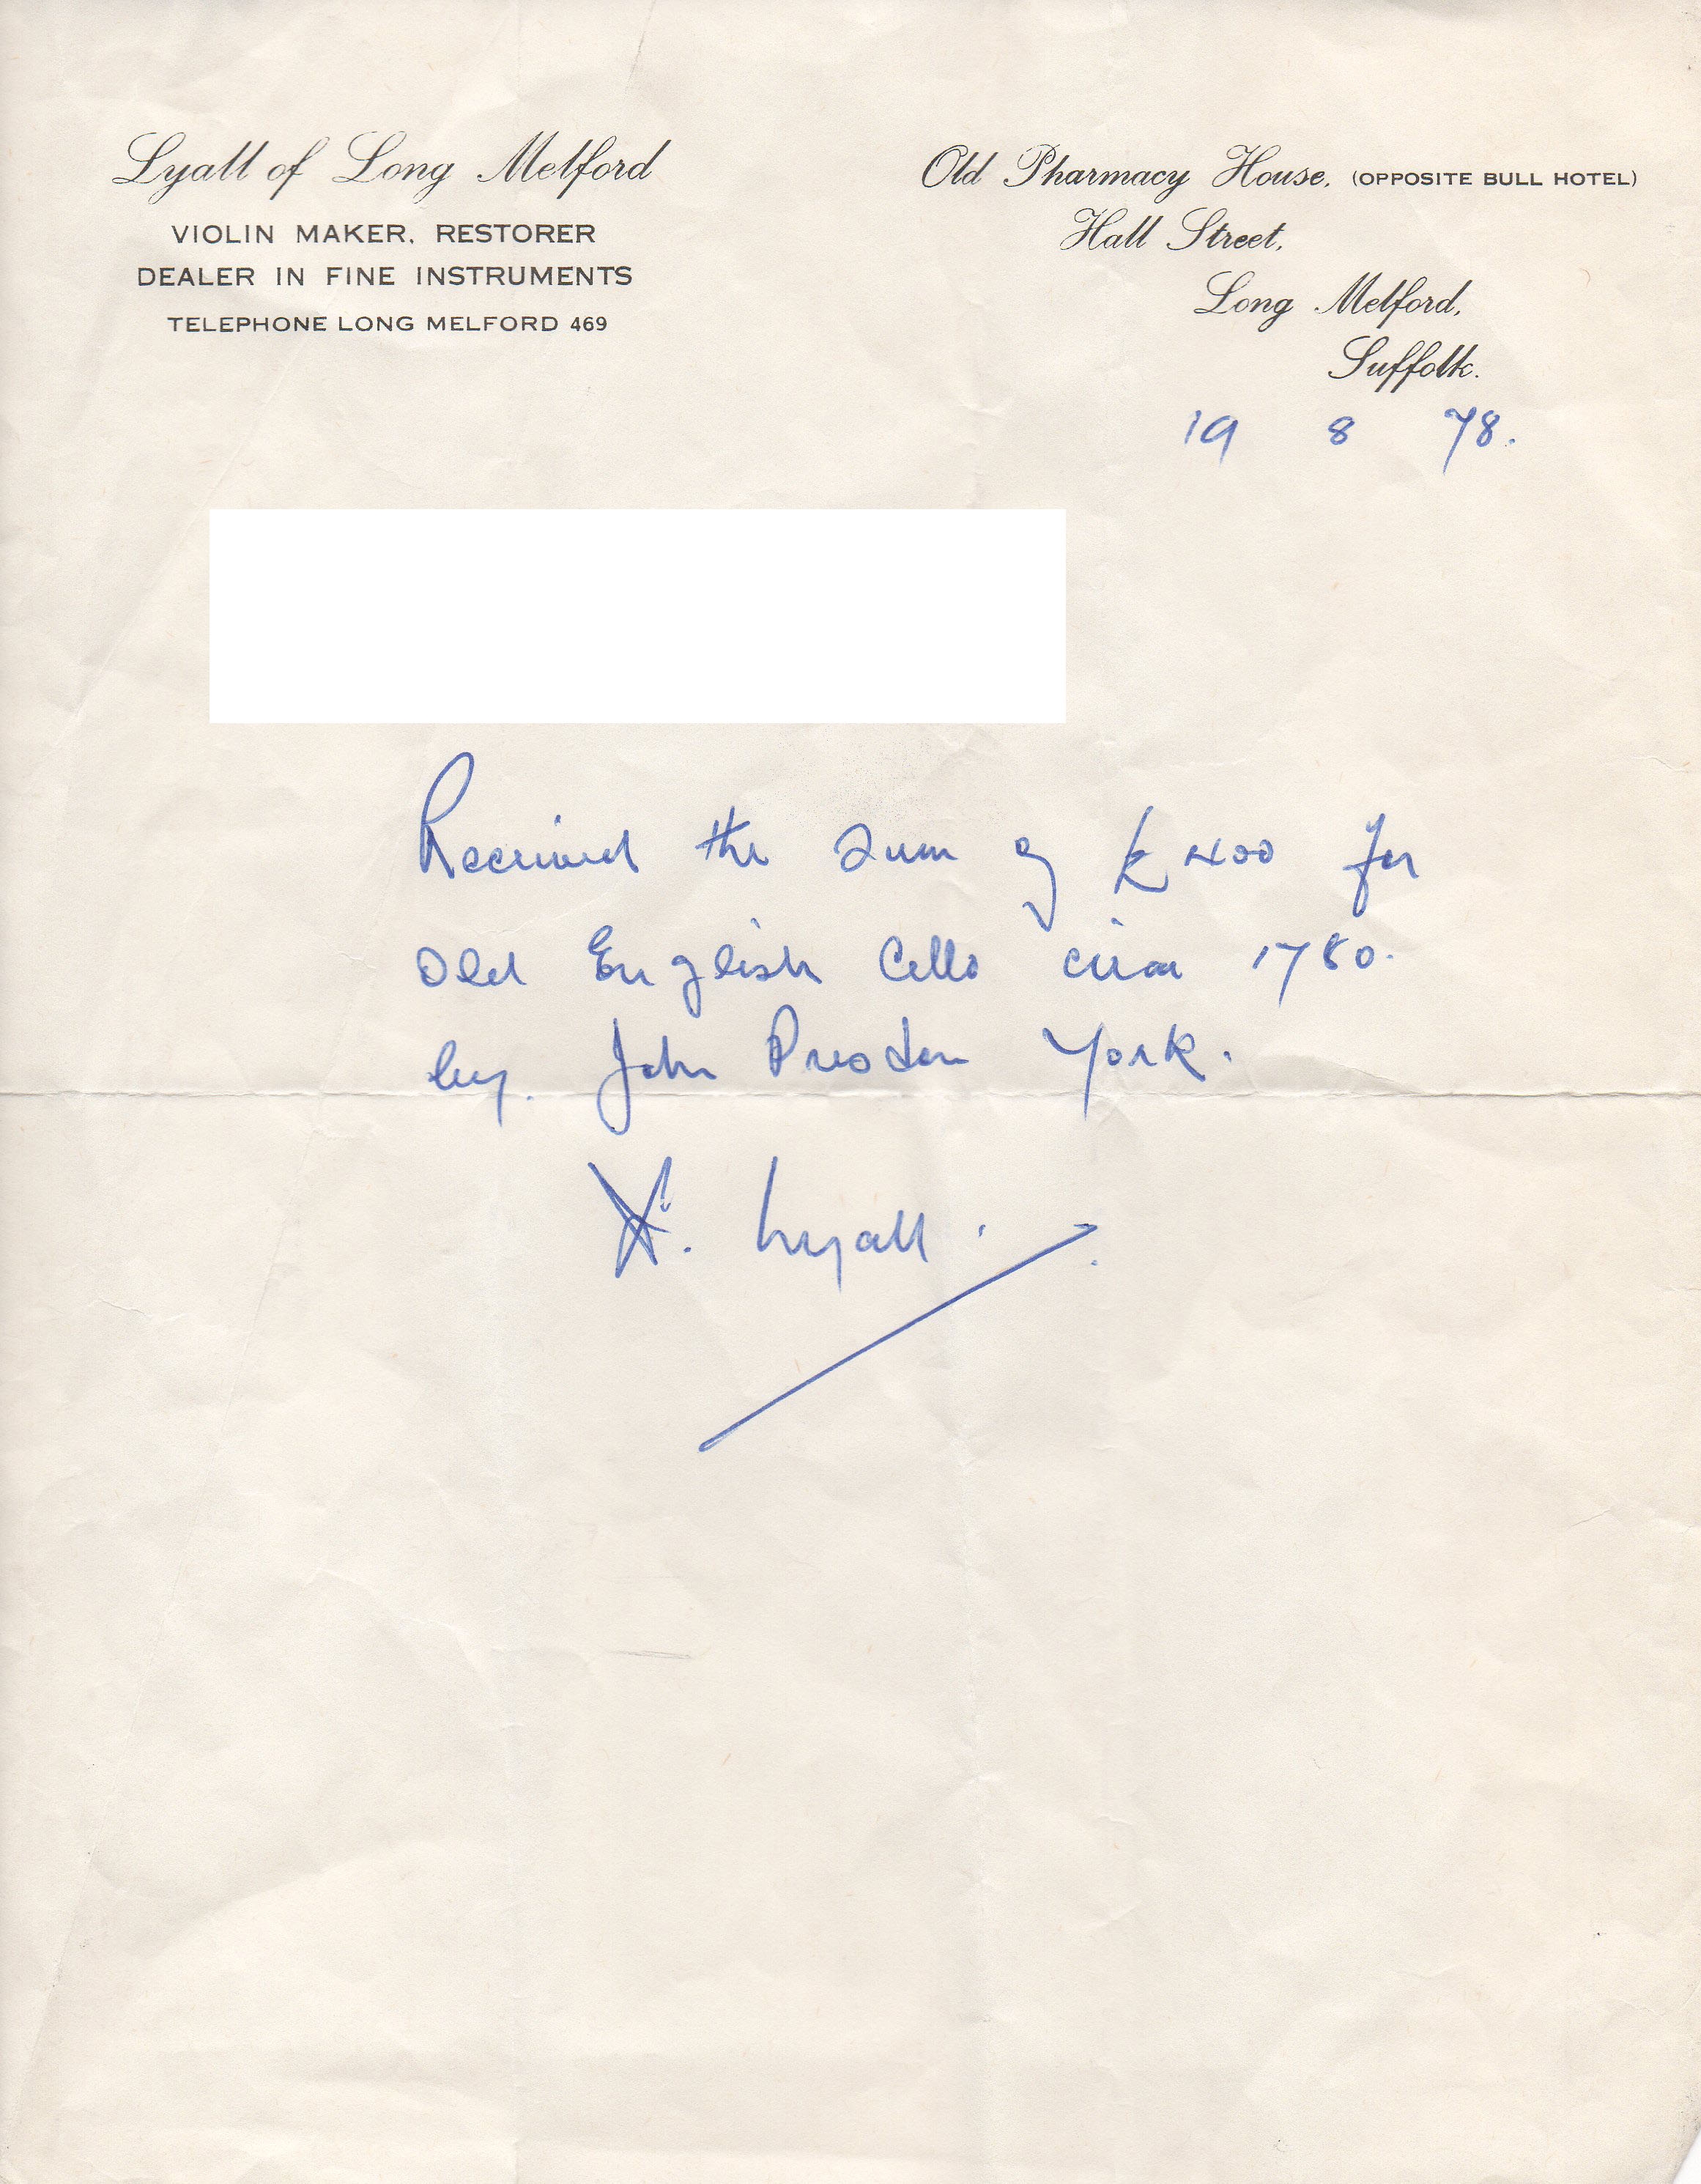 Lyall of Long Melford
VIOLIN MAKER, RESTORER
DEALER IN FINE INSTRUMENTS
TELEPHONE LONG MELFORD 469
Old Pharmacy House, (OPPOSITE BULL HOTEL)
Hall Street,
Long Melford,
Suffolk.
19 8 78.
Received the sum of £400 for
Old English Cello circa 1780.
by. John Preston York.
Lyall.